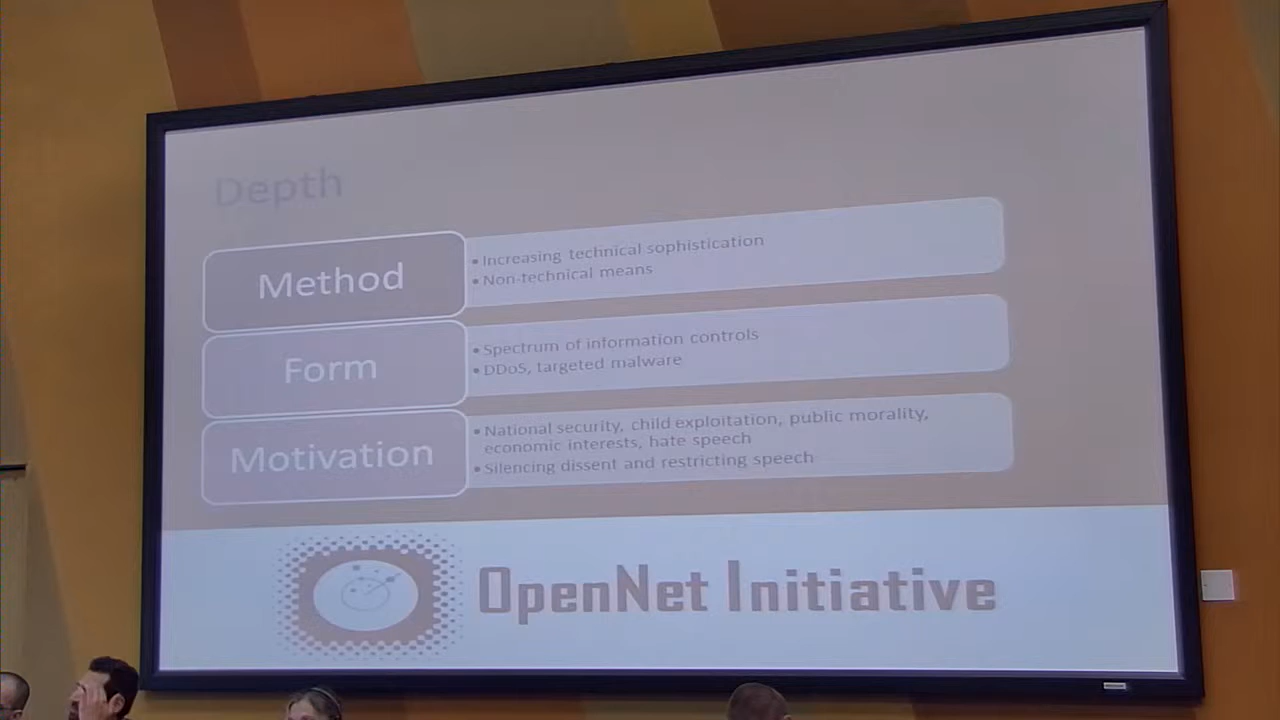 Depth
Method
• Increasing technical sophistication
• Non-technical means
Form
• Spectrum of information controls
• DDoS, targeted malware
Motivation
• National security, child exploitation, public morality,
economic interests, hate speech
• Silencing dissent and restricting speech
OpenNet Initiative